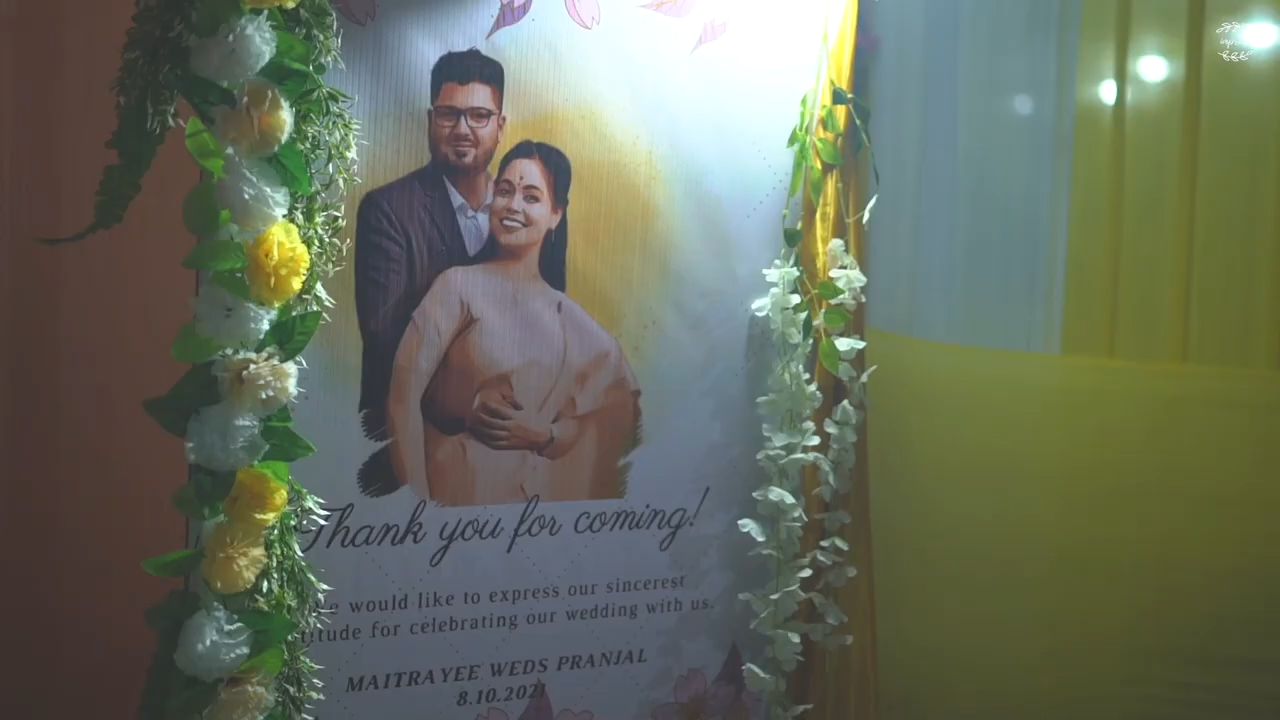 Thank you for coming!
would like to express our sincerest
for celebrating our wedding with us.
MAITRAYEE WEDS PRANJAL
8.10.2021